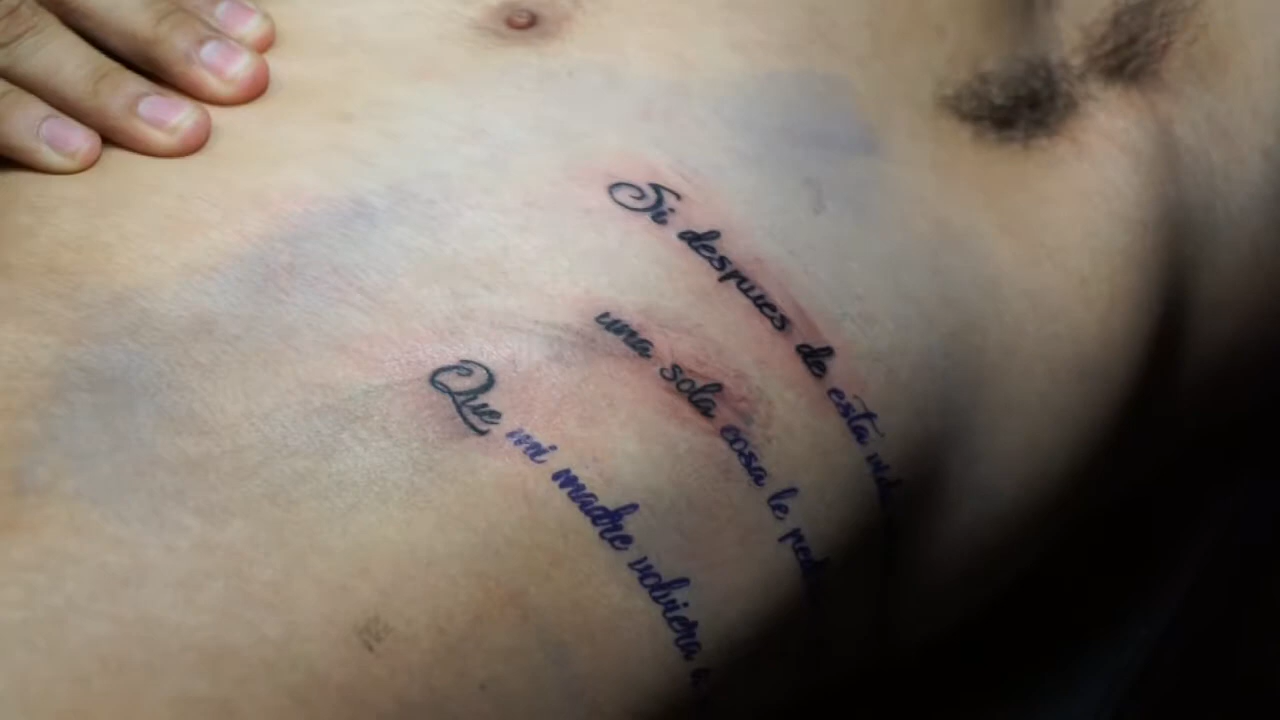 Si despues de esta
una sola cosa le
Que mi madre volviera